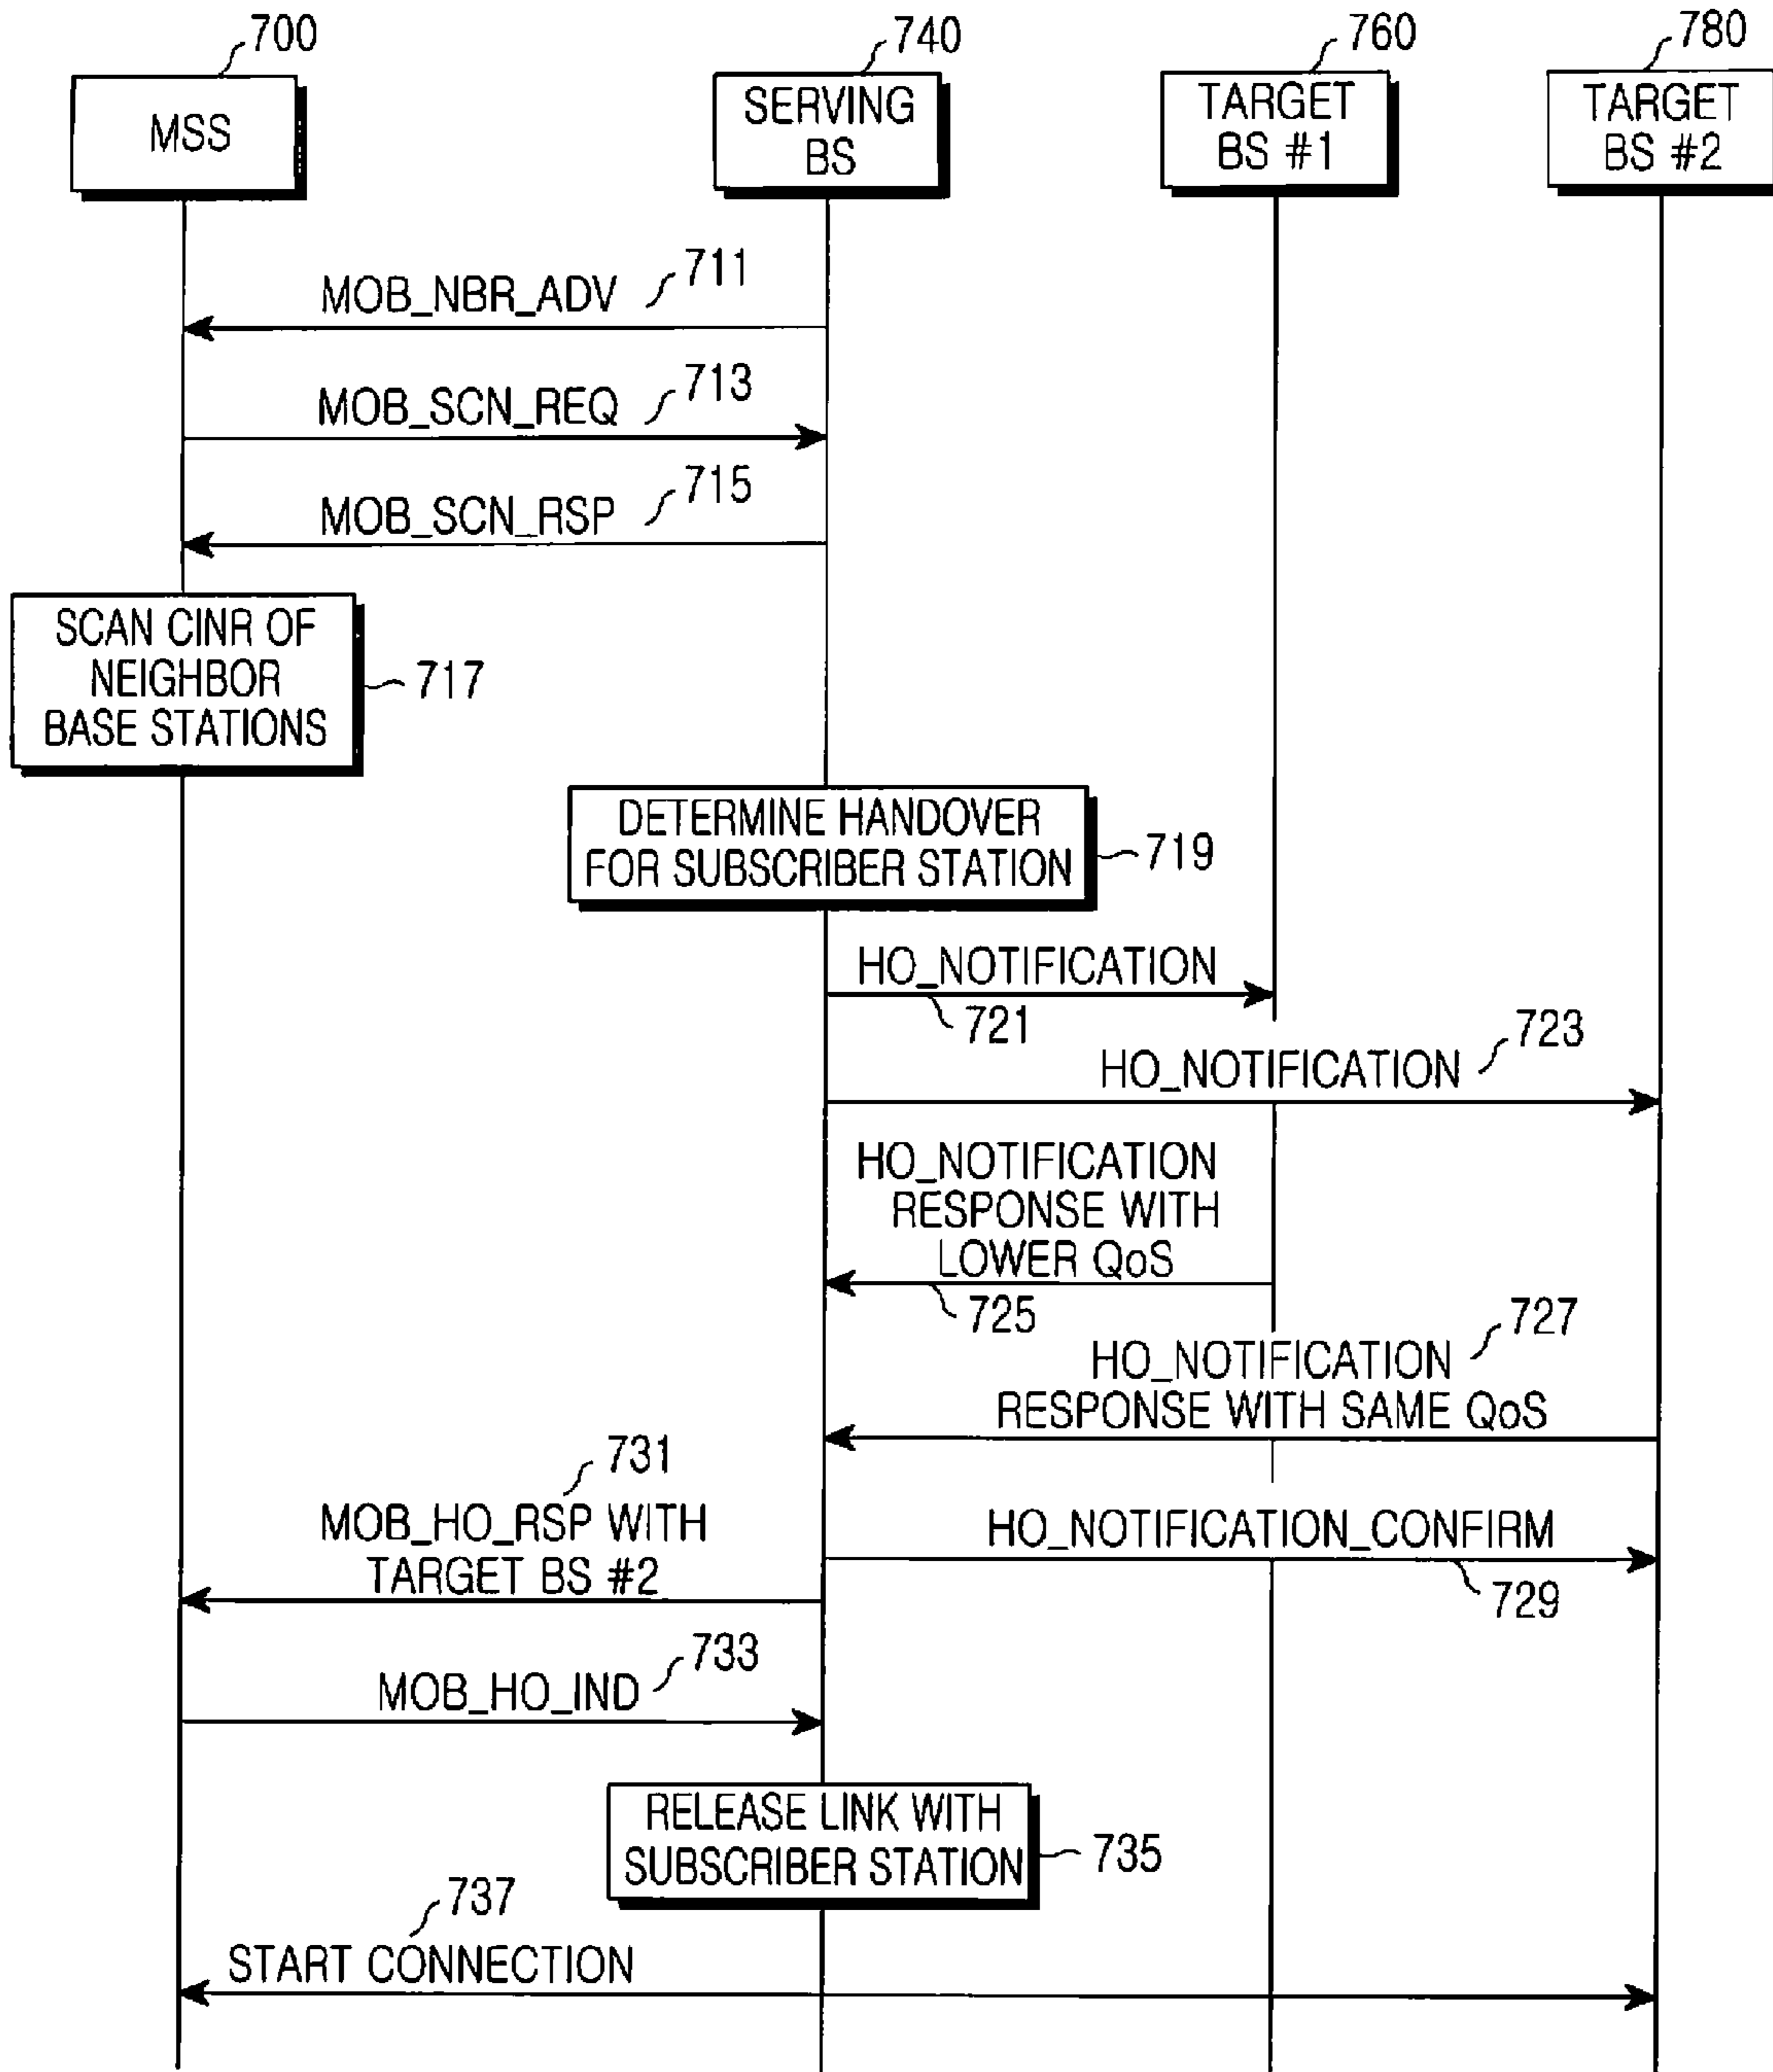 700
740
760
780
MSS
SERVING
BS
TARGET
BS #1
TARGET
BS #2
MOB_NBR_ADV
711
MOB_SCN_REQ
713
MOB_SCN_RSP
715
SCAN CINR OF
NEIGHBOR
BASE STATIONS
717
DETERMINE HANDOVER
FOR SUBSCRIBER STATION
719
HO_NOTIFICATION
721
HO_NOTIFICATION
723
HO_NOTIFICATION
RESPONSE WITH
LOWER QoS
725
HO_NOTIFICATION
RESPONSE WITH SAME QoS
727
731
MOB_HO_RSP WITH
TARGET BS #2
HO_NOTIFICATION_CONFIRM
729
MOB_HO_IND
733
RELEASE LINK WITH
SUBSCRIBER STATION
735
737
START CONNECTION